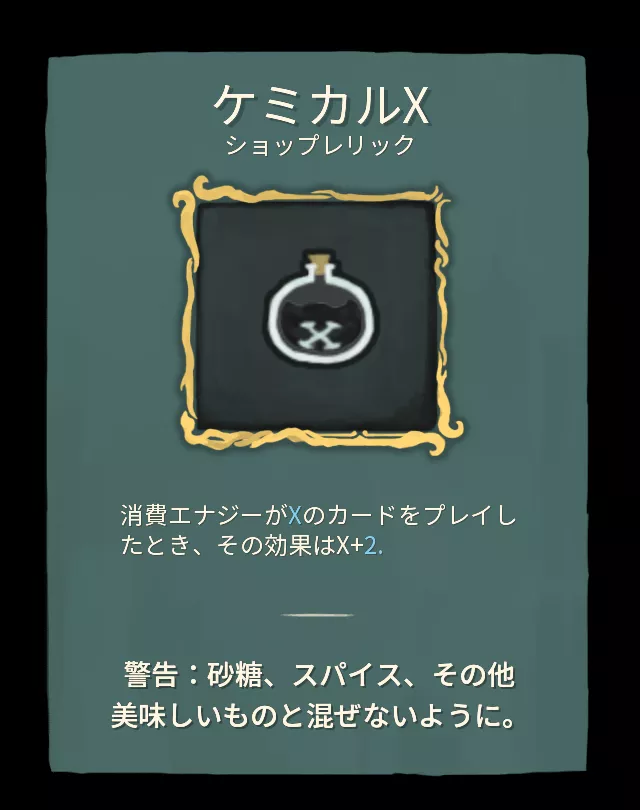 ケミカルX
ショップレリック
X
消費エナジーがXのカードをプレイし
たとき、その効果はX+2.
警告：砂糖、スパイス、その他
美味しいものと混ぜないように。